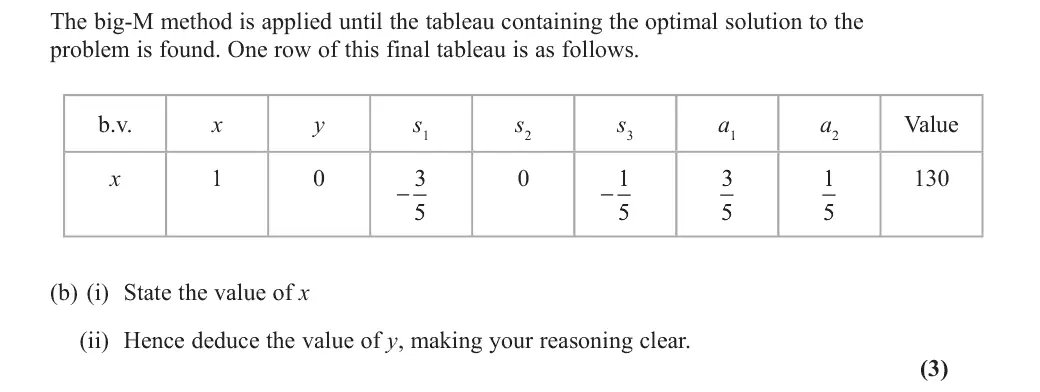 The big-M method is applied until the tableau containing the optimal solution to the
problem is found. One row of this final tableau is as follows.
b.v. x y s₁ s₂ s₃ a₁ a₂ Value
x 1 0 −3/5 0 −1/5 3/5 1/5 130
(b) (i) State the value of x
(ii) Hence deduce the value of y, making your reasoning clear.
(3)